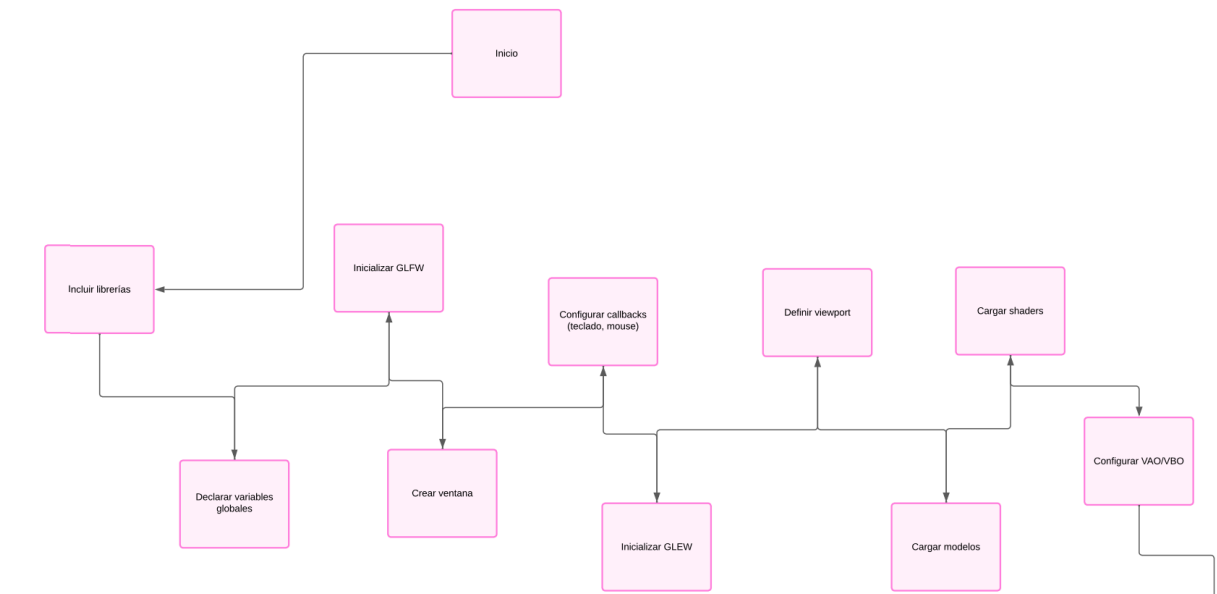 Inicio
Incluir librerías
Declarar variables
globales
Inicializar GLFW
Crear ventana
Configurar callbacks
(teclado, mouse)
Inicializar GLEW
Definir viewport
Cargar modelos
Cargar shaders
Configurar VAO/VBO